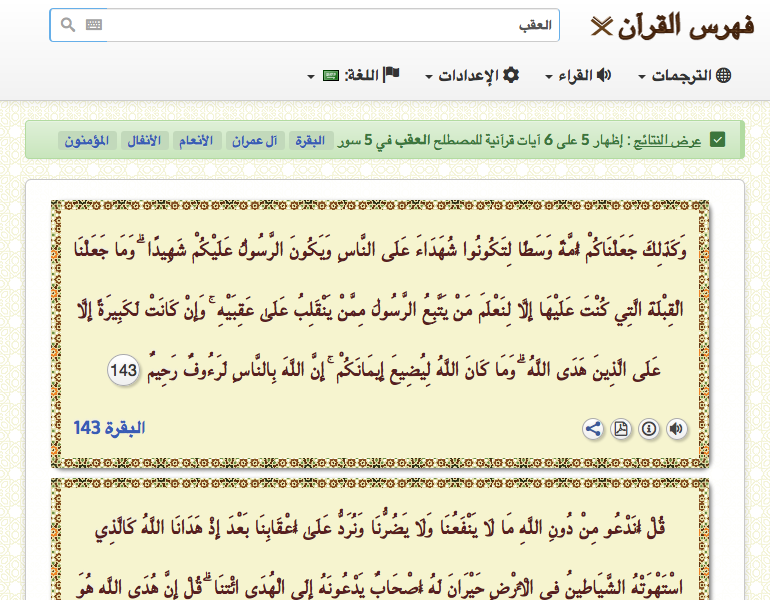 فهرس القرآن
العقب
الترجمات
القراء
الإعدادات
اللغة:
عرض النتائج : إظهار 5 على 6 آيات قرآنية للمصطلح العقب في 5 سور البقرة آل عمران الأنعام الأنفال المؤمنون
وَكَذَلِكَ جَعَلْنَاكُمْ أُمَّةً وَسَطًا لِتَكُونُوا شُهَدَاءَ عَلَى النَّاسِ وَيَكُونَ الرَّسُولُ عَلَيْكُمْ شَهِيدًا ۗ وَمَا جَعَلْنَا
الْقِبْلَةَ الَّتِي كُنْتَ عَلَيْهَا إِلَّا لِنَعْلَمَ مَنْ يَتَّبِعُ الرَّسُولَ مِمَّنْ يَنْقَلِبُ عَلَىٰ عَقِبَيْهِ ۚ وَإِنْ كَانَتْ لَكَبِيرَةً إِلَّا
عَلَى الَّذِينَ هَدَى اللَّهُ ۗ وَمَا كَانَ اللَّهُ لِيُضِيعَ إِيمَانَكُمْ ۚ إِنَّ اللَّهَ بِالنَّاسِ لَرَءُوفٌ رَحِيمٌ 143
البقرة 143
قُلْ أَنَدْعُو مِنْ دُونِ اللَّهِ مَا لَا يَنْفَعُنَا وَلَا يَضُرُّنَا وَنُرَدُّ عَلَىٰ أَعْقَابِنَا بَعْدَ إِذْ هَدَانَا اللَّهُ كَالَّذِي
اسْتَهْوَتْهُ الشَّيَاطِينُ فِي الْأَرْضِ حَيْرَانَ لَهُ أَصْحَابٌ يَدْعُونَهُ إِلَى الْهُدَى ائْتِنَا ۗ قُلْ إِنَّ هُدَى اللَّهِ هُوَ